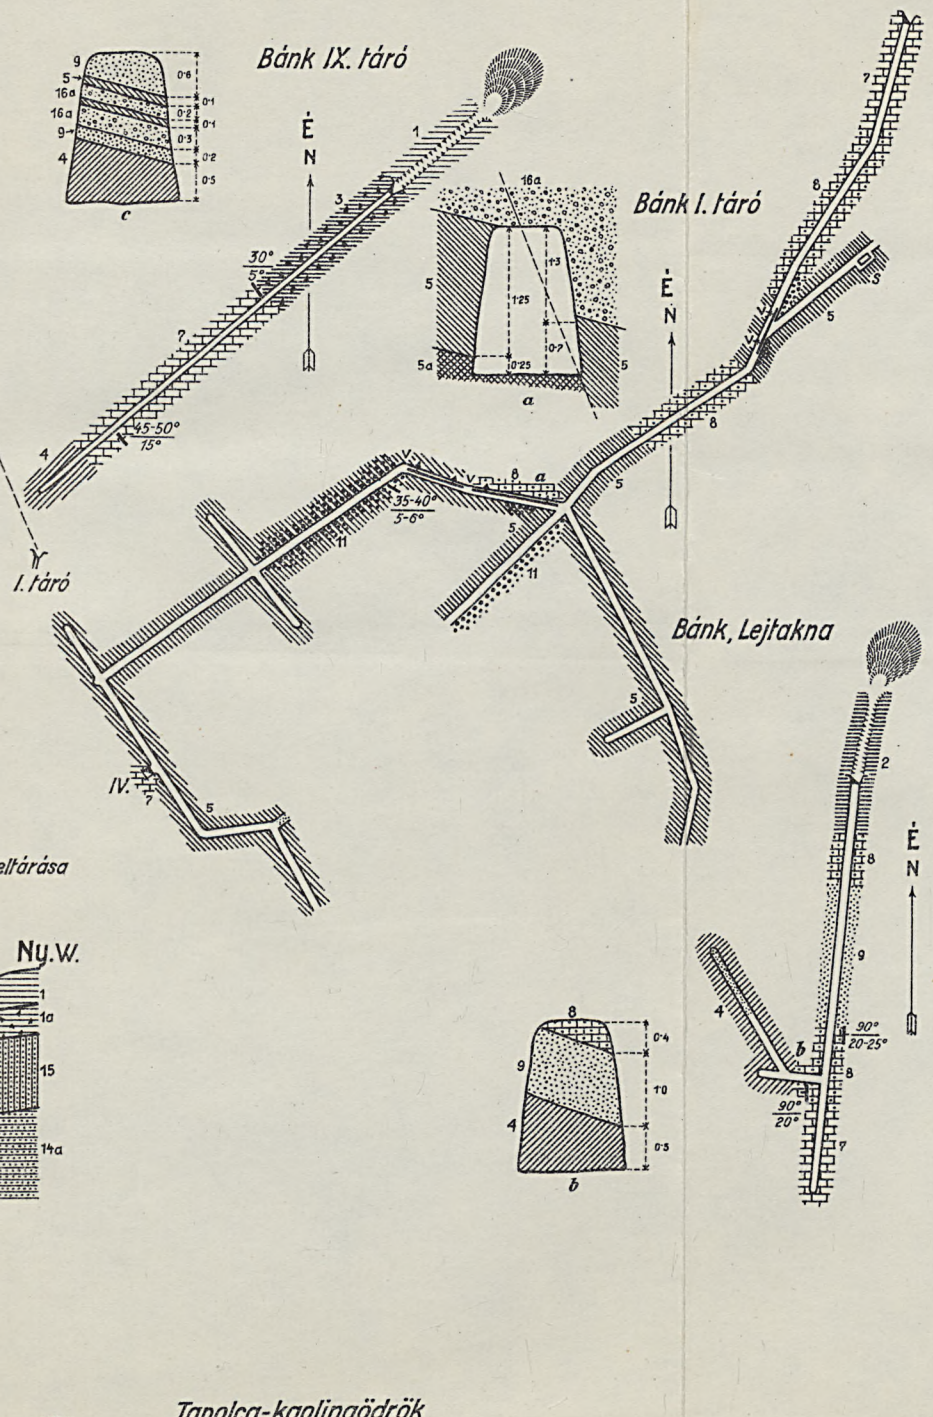 Bánk IX. táró
9
5
16a
16a
9
4
0·6
0·1
0·2
0·1
0·3
0·2
0·5
c
É
N
1
3
30°
5°
7
45-50°
15°
4
I. táró
Bánk I. táró
16a
5
5a
1·25
0·25
1·3
0·7
5
a
É
N
7
8
5
S
8
5
8
a
V
V
35-40°
5-6°
5
11
11
5
IV.
7
5
Bánk, Lejtakna
2
8
É
N
9
4
90°
20-25°
b
8
90°
20°
7
8
9
4
0·4
1·0
0·5
b
eltárása
Ny.W.
1
1a
15
14a
Tapolca-kaolingödrök